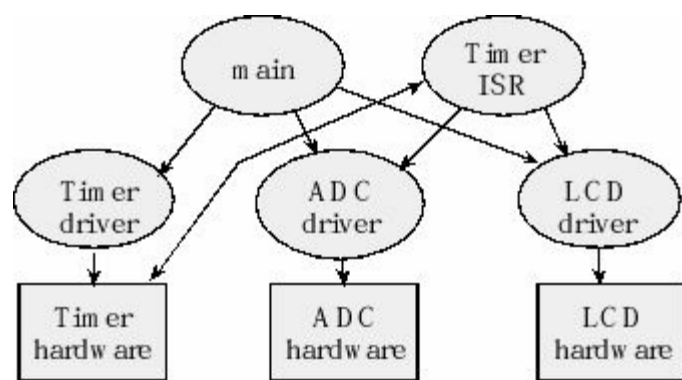 main
Timer
ISR
Timer
driver
ADC
driver
LCD
driver
Timer
hardware
ADC
hardware
LCD
hardware